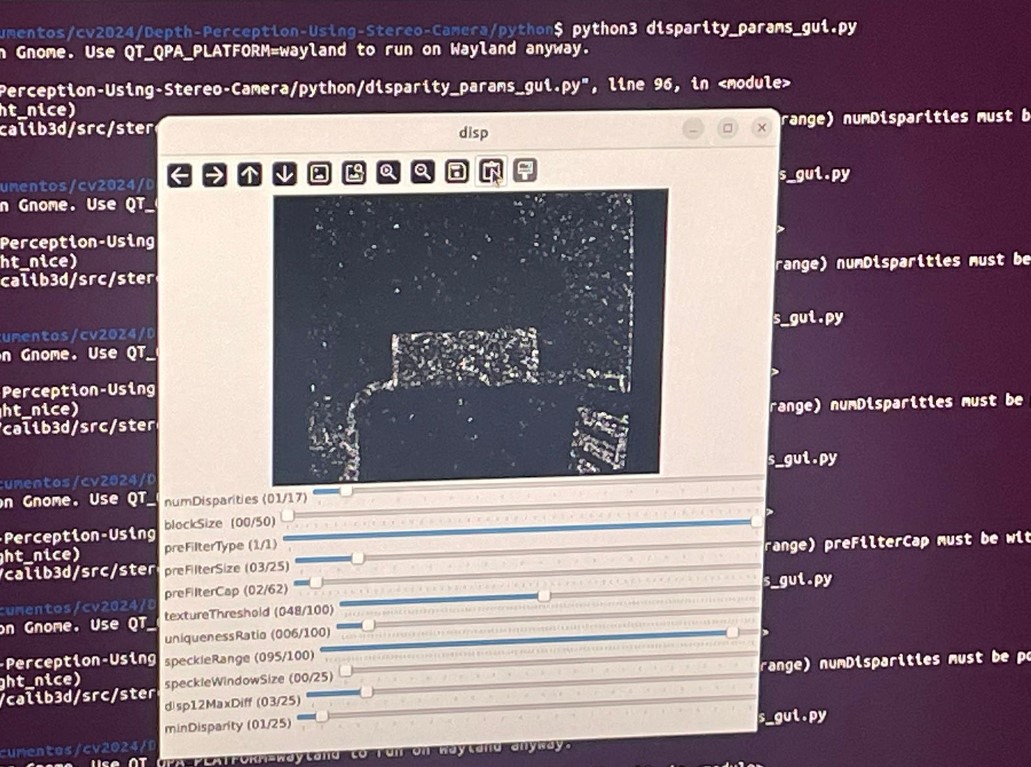 umentos/cv2024/Depth-Perception-Using-Stereo-Camera/python$ python3 disparity_params_gui.py
n Gnome. Use QT_QPA_PLATFORM=wayland to run on Wayland anyway.
Perception-Using-Stereo-Camera/python/disparity_params_gui.py", line 96, in <module>
ht_nice)
calib3d/src/ster range) numDisparities must b
disp
umentos/cv2024/D s_gui.py
n Gnome. Use QT_
Perception-Using >
ht_nice) range) numDisparities must be
calib3d/src/ster
umentos/cv2024/D s_gui.py
on Gnome. Use QT_
Perception-Using >
ht_nice) range) numDisparities must be
/calib3d/src/ster
cumentos/cv2024/D s_gui.py
on Gnome. Use QT_
numDisparities (01/17)
blockSize (00/50)
preFilterType (1/1)
preFilterSize (03/25)
preFilterCap (02/62)
textureThreshold (048/100)
uniquenessRatio (006/100)
speckleRange (095/100)
speckleWindowSize (00/25)
disp12MaxDiff (03/25)
minDisparity (01/25)
-Perception-Using >
ght_nice) range) preFilterCap must be wit
/calib3d/src/ster
cumentos/cv2024/D s_gui.py
on Gnome. Use QT_
-Perception-Using >
ght_nice) range) numDisparities must be po
/calib3d/src/ster
cumentos/cv2024/D s_gui.py
Gnome. Use QT_QPA_PLATFORM=wayland to run on Wayland anyway.
<module>